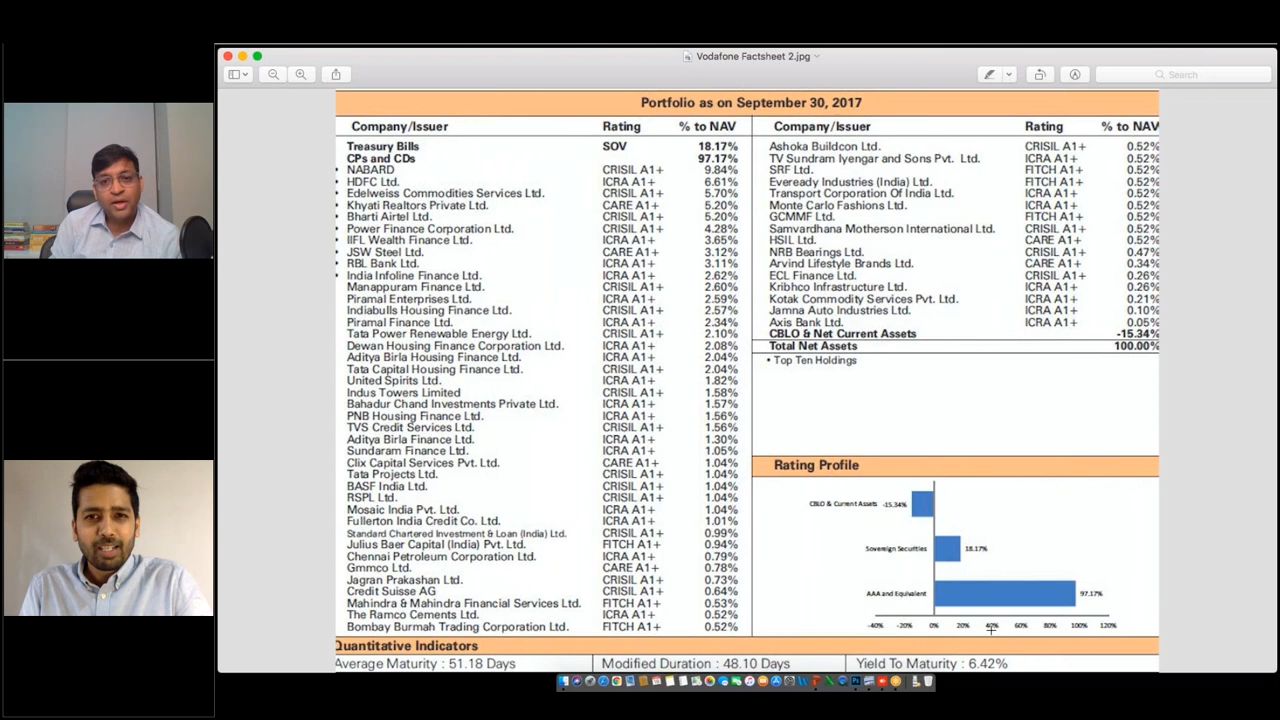 Vodafone Factsheet 2.jpg
Search
Portfolio as on September 30, 2017
Company/Issuer Rating % to NAV
Treasury Bills SOV 18.17%
CPs and CDs 97.17%
• NABARD CRISIL A1+ 9.84%
• HDFC Ltd. ICRA A1+ 6.61%
• Edelweiss Commodities Services Ltd. CRISIL A1+ 5.70%
• Khyati Realtors Private Ltd. CARE A1+ 5.20%
• Bharti Airtel Ltd. CRISIL A1+ 5.20%
• Power Finance Corporation Ltd. CRISIL A1+ 4.28%
• IIFL Wealth Finance Ltd. ICRA A1+ 3.65%
• JSW Steel Ltd. CARE A1+ 3.12%
• RBL Bank Ltd. ICRA A1+ 3.11%
• India Infoline Finance Ltd. ICRA A1+ 2.62%
Manappuram Finance Ltd. CRISIL A1+ 2.60%
Piramal Enterprises Ltd. ICRA A1+ 2.59%
Indiabulls Housing Finance Ltd. CRISIL A1+ 2.57%
Piramal Finance Ltd. ICRA A1+ 2.34%
Tata Power Renewable Energy Ltd. CRISIL A1+ 2.10%
Dewan Housing Finance Corporation Ltd. ICRA A1+ 2.08%
Aditya Birla Housing Finance Ltd. ICRA A1+ 2.04%
Tata Capital Housing Finance Ltd. CRISIL A1+ 2.04%
United Spirits Ltd. ICRA A1+ 1.82%
Indus Towers Limited CRISIL A1+ 1.58%
Bahadur Chand Investments Private Ltd. ICRA A1+ 1.57%
PNB Housing Finance Ltd. ICRA A1+ 1.56%
TVS Credit Services Ltd. CRISIL A1+ 1.56%
Aditya Birla Finance Ltd. ICRA A1+ 1.30%
Sundaram Finance Ltd. ICRA A1+ 1.05%
Clix Capital Services Pvt. Ltd. CARE A1+ 1.04%
Tata Projects Ltd. CRISIL A1+ 1.04%
BASF India Ltd. CRISIL A1+ 1.04%
RSPL Ltd. CRISIL A1+ 1.04%
Mosaic India Pvt. Ltd. ICRA A1+ 1.04%
Fullerton India Credit Co. Ltd. ICRA A1+ 1.01%
Standard Chartered Investment & Loan (India) Ltd. CRISIL A1+ 0.99%
Julius Baer Capital (India) Pvt. Ltd. FITCH A1+ 0.94%
Chennai Petroleum Corporation Ltd. ICRA A1+ 0.79%
Gmmco Ltd. CARE A1+ 0.78%
Jagran Prakashan Ltd. CRISIL A1+ 0.73%
Credit Suisse AG CRISIL A1+ 0.64%
Mahindra & Mahindra Financial Services Ltd. FITCH A1+ 0.53%
The Ramco Cements Ltd. ICRA A1+ 0.52%
Bombay Burmah Trading Corporation Ltd. FITCH A1+ 0.52%
Company/Issuer Rating % to NAV
Ashoka Buildcon Ltd. CRISIL A1+ 0.52%
TV Sundram Iyengar and Sons Pvt. Ltd. ICRA A1+ 0.52%
SRF Ltd. FITCH A1+ 0.52%
Eveready Industries (India) Ltd. FITCH A1+ 0.52%
Transport Corporation Of India Ltd. ICRA A1+ 0.52%
Monte Carlo Fashions Ltd. ICRA A1+ 0.52%
GCMMF Ltd. FITCH A1+ 0.52%
Samvardhana Motherson International Ltd. CRISIL A1+ 0.52%
HSIL Ltd. CARE A1+ 0.52%
NRB Bearings Ltd. CRISIL A1+ 0.47%
Arvind Lifestyle Brands Ltd. CARE A1+ 0.34%
ECL Finance Ltd. CRISIL A1+ 0.26%
Kribhco Infrastructure Ltd. ICRA A1+ 0.26%
Kotak Commodity Services Pvt. Ltd. ICRA A1+ 0.21%
Jamna Auto Industries Ltd. ICRA A1+ 0.10%
Axis Bank Ltd. ICRA A1+ 0.05%
CBLO & Net Current Assets -15.34%
Total Net Assets 100.00%
• Top Ten Holdings
Rating Profile
CBLO & Current Assets -15.34%
Sovereign Securities 18.17%
AAA and Equivalent 97.17%
-40% -20% 0% 20% 40% 60% 80% 100% 120%
Quantitative Indicators
Average Maturity : 51.18 Days Modified Duration : 48.10 Days Yield To Maturity : 6.42%